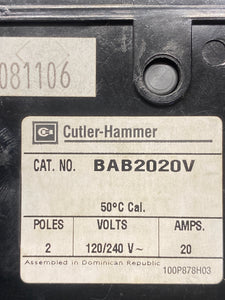 081106
Cutler-Hammer
CAT. NO. BAB2020V
50°C Cal.
POLES VOLTS AMPS.
2 120/240 V~ 20
Assembled in Dominican Republic
100P878H03